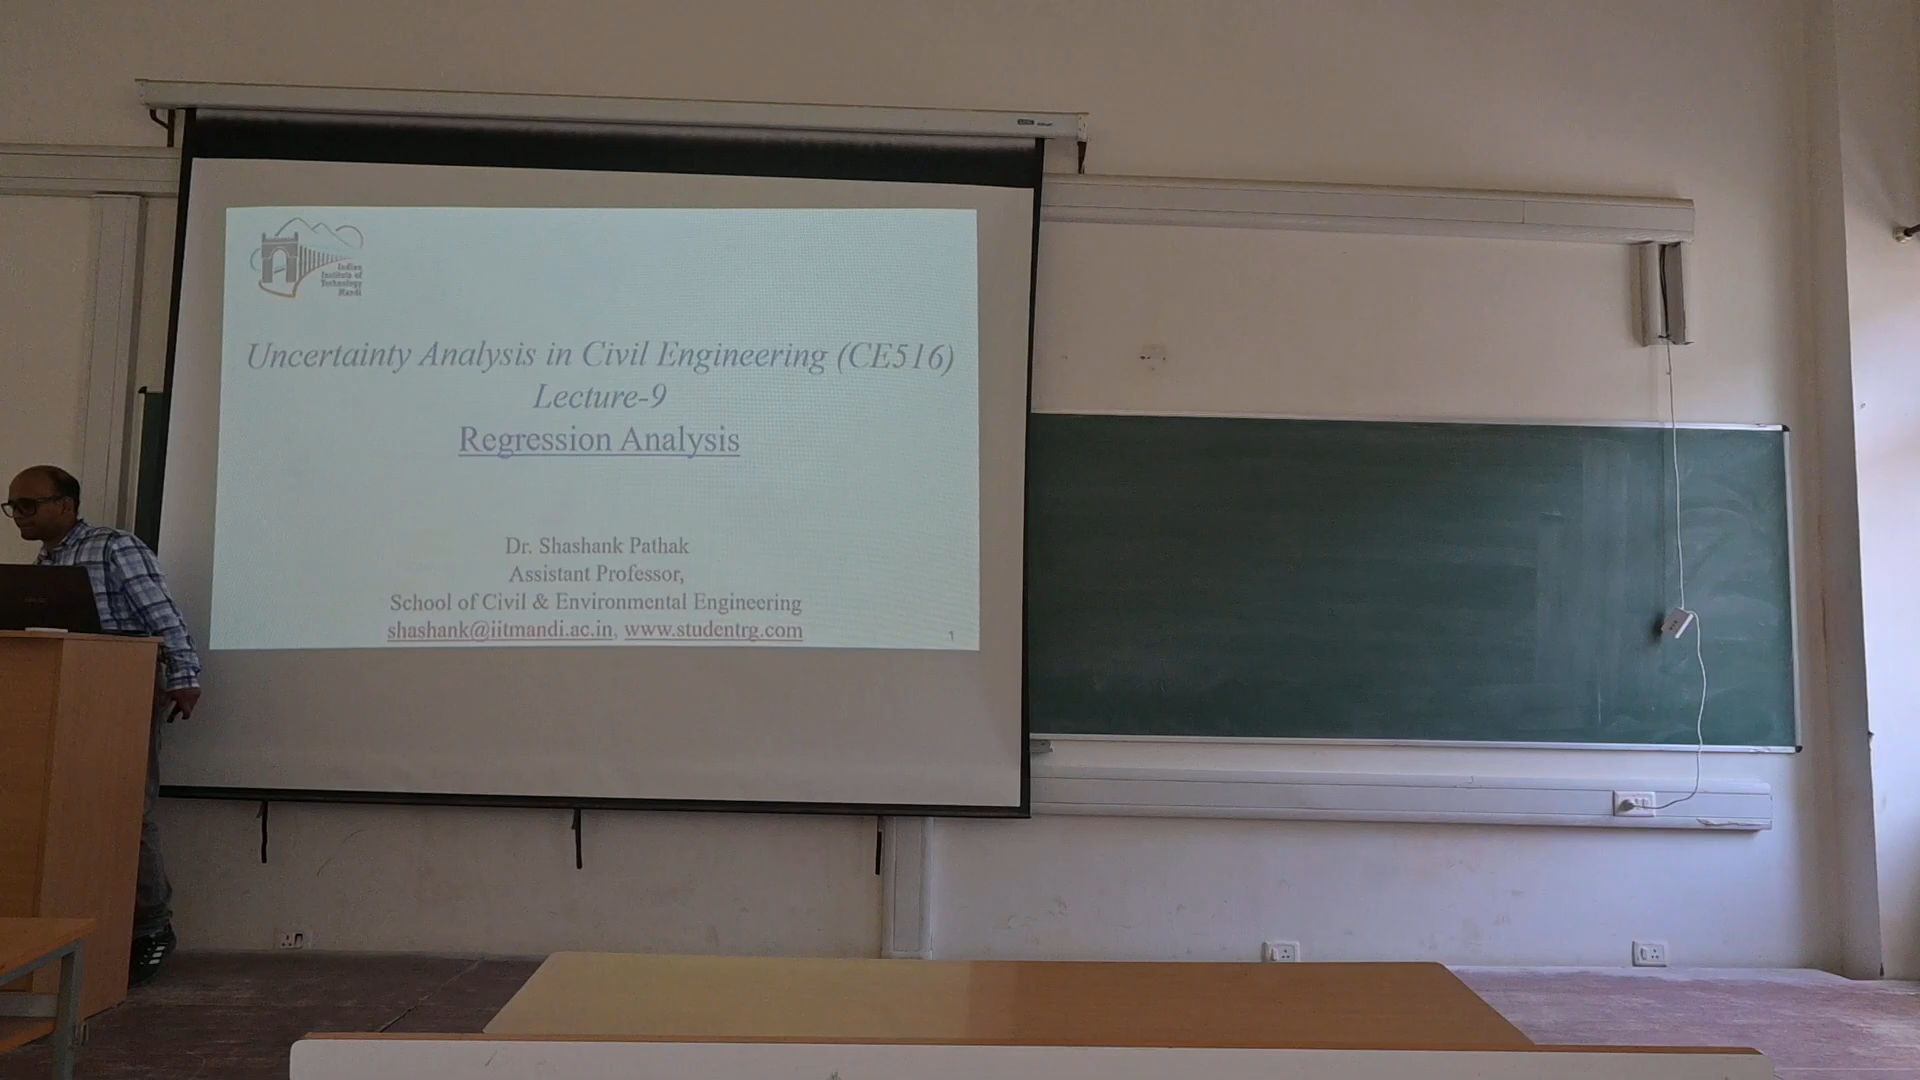 Indian
Institute of
Technology
Mandi
Uncertainty Analysis in Civil Engineering (CE516)
Lecture-9
Regression Analysis
Dr. Shashank Pathak
Assistant Professor,
School of Civil & Environmental Engineering
shashank@iitmandi.ac.in, www.studentrg.com
1